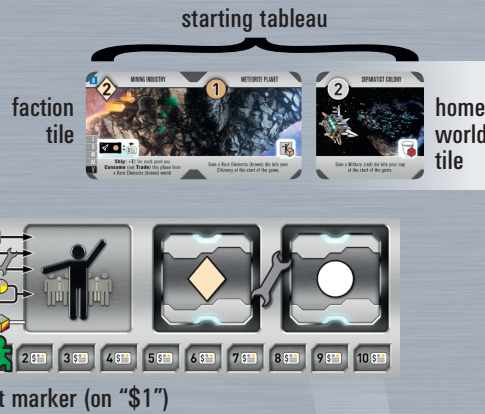 starting tableau
faction
tile
8
2
MINING INDUSTRY
1
METEORITE PLANET
2
SEPARATIST COLONY
home
world
tile
Ship: +$1 for each good you
Consume (not Trade) this phase from
a Rare Elements (brown) world.
Gain a Rare Elements (brown) die into your
Citizenry at the start of the game.
Gain a Military (red) die into your cup
at the start of the game.
2 $ 3 $ 4 $ 5 $ 6 $ 7 $ 8 $ 9 $ 10 $
t marker (on “$1”)